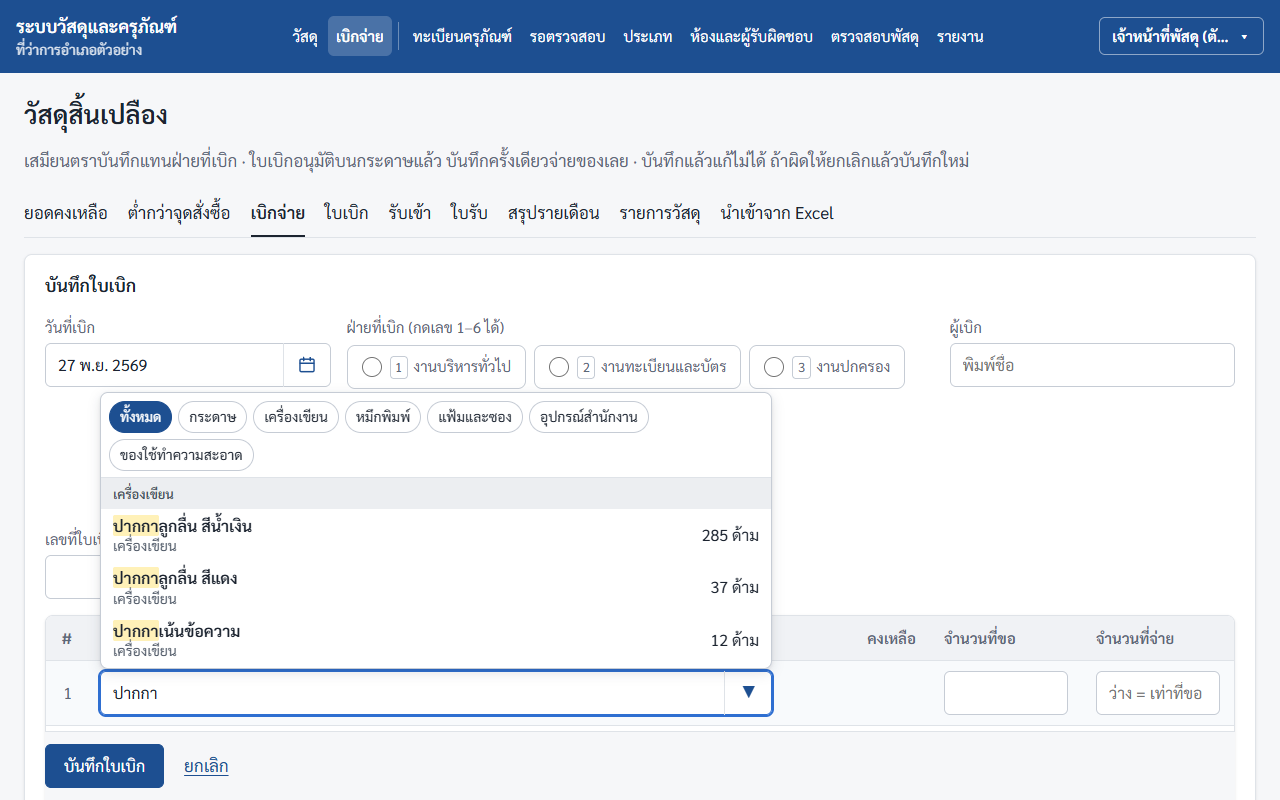 ระบบวัสดุและครุภัณฑ์
ที่ว่าการอำเภอตัวอย่าง
วัสดุ เบิกจ่าย ทะเบียนครุภัณฑ์ รอตรวจสอบ ประเภท ห้องและผู้รับผิดชอบ ตรวจสอบพัสดุ รายงาน
เจ้าหน้าที่พัสดุ (ตั...
วัสดุสิ้นเปลือง
เสมียนตราบันทึกแทนฝ่ายที่เบิก · ใบเบิกอนุมัติบนกระดาษแล้ว บันทึกครั้งเดียวจ่ายของเลย · บันทึกแล้วแก้ไม่ได้ ถ้าผิดให้ยกเลิกแล้วบันทึกใหม่
ยอดคงเหลือ ต่ำกว่าจุดสั่งซื้อ เบิกจ่าย ใบเบิก รับเข้า ใบรับ สรุปรายเดือน รายการวัสดุ นำเข้าจาก Excel
บันทึกใบเบิก
วันที่เบิก ฝ่ายที่เบิก (กดเลข 1–6 ได้) ผู้เบิก
27 พ.ย. 2569 1 งานบริหารทั่วไป 2 งานทะเบียนและบัตร 3 งานปกครอง พิมพ์ชื่อ
ทั้งหมด กระดาษ เครื่องเขียน หมึกพิมพ์ แฟ้มและซอง อุปกรณ์สำนักงาน
ของใช้ทำความสะอาด
เครื่องเขียน
ปากกาลูกลื่น สีน้ำเงิน
เครื่องเขียน
285 ด้าม
เลขที่ใบเบิ
ปากกาลูกลื่น สีแดง
เครื่องเขียน
37 ด้าม
ปากกาเน้นข้อความ
เครื่องเขียน
12 ด้าม
# คงเหลือ จำนวนที่ขอ จำนวนที่จ่าย
1 ปากกา ว่าง = เท่าที่ขอ
บันทึกใบเบิก ยกเลิก